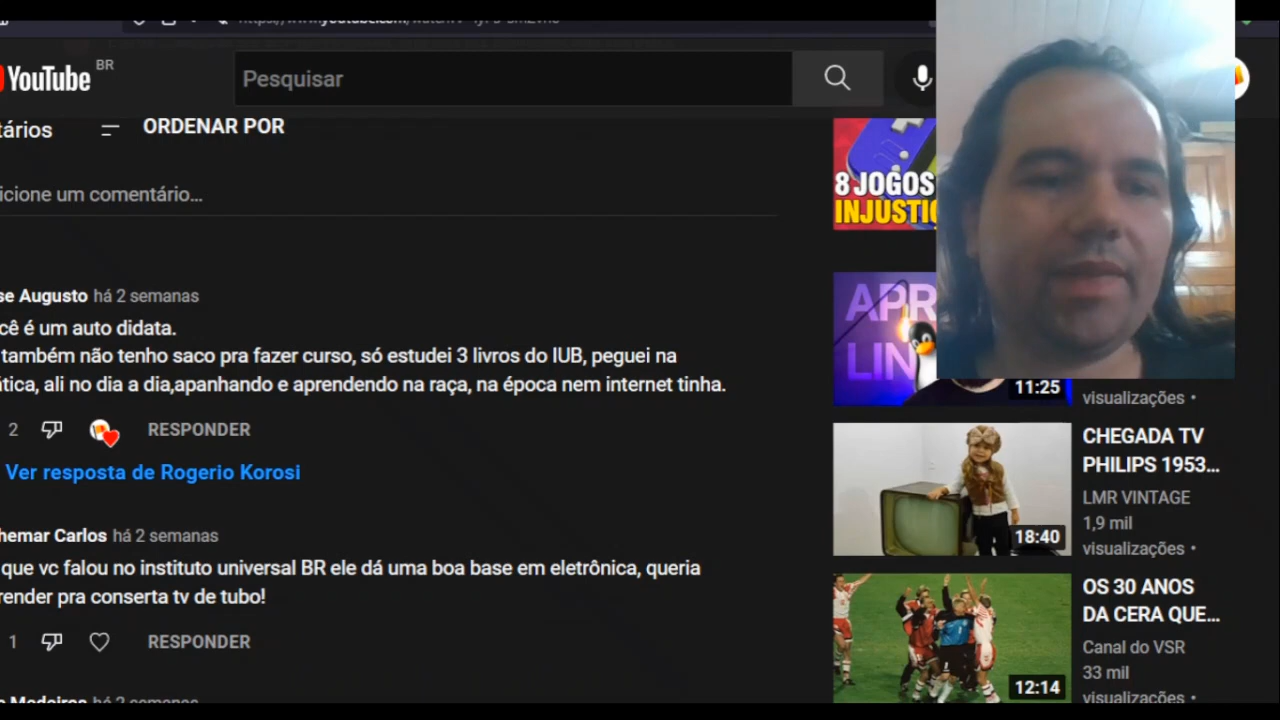 YouTube BR
Pesquisar
tários
ORDENAR POR
icione um comentário...
8 JOGOS
INJUSTIÇ
se Augusto há 2 semanas
cê é um auto didata.
também não tenho saco pra fazer curso, só estudei 3 livros do IUB, peguei na
ática, ali no dia a dia,apanhando e aprendendo na raça, na época nem internet tinha.
APR
LIN
11:25
visualizações •
2
RESPONDER
Ver resposta de Rogerio Korosi
CHEGADA TV
PHILIPS 1953...
LMR VINTAGE
1,9 mil
visualizações •
18:40
hemar Carlos há 2 semanas
que vc falou no instituto universal BR ele dá uma boa base em eletrônica, queria
render pra conserta tv de tubo!
1
RESPONDER
OS 30 ANOS
DA CERA QUE...
Canal do VSR
33 mil
visualizações •
12:14
Medeiros há 2 semanas